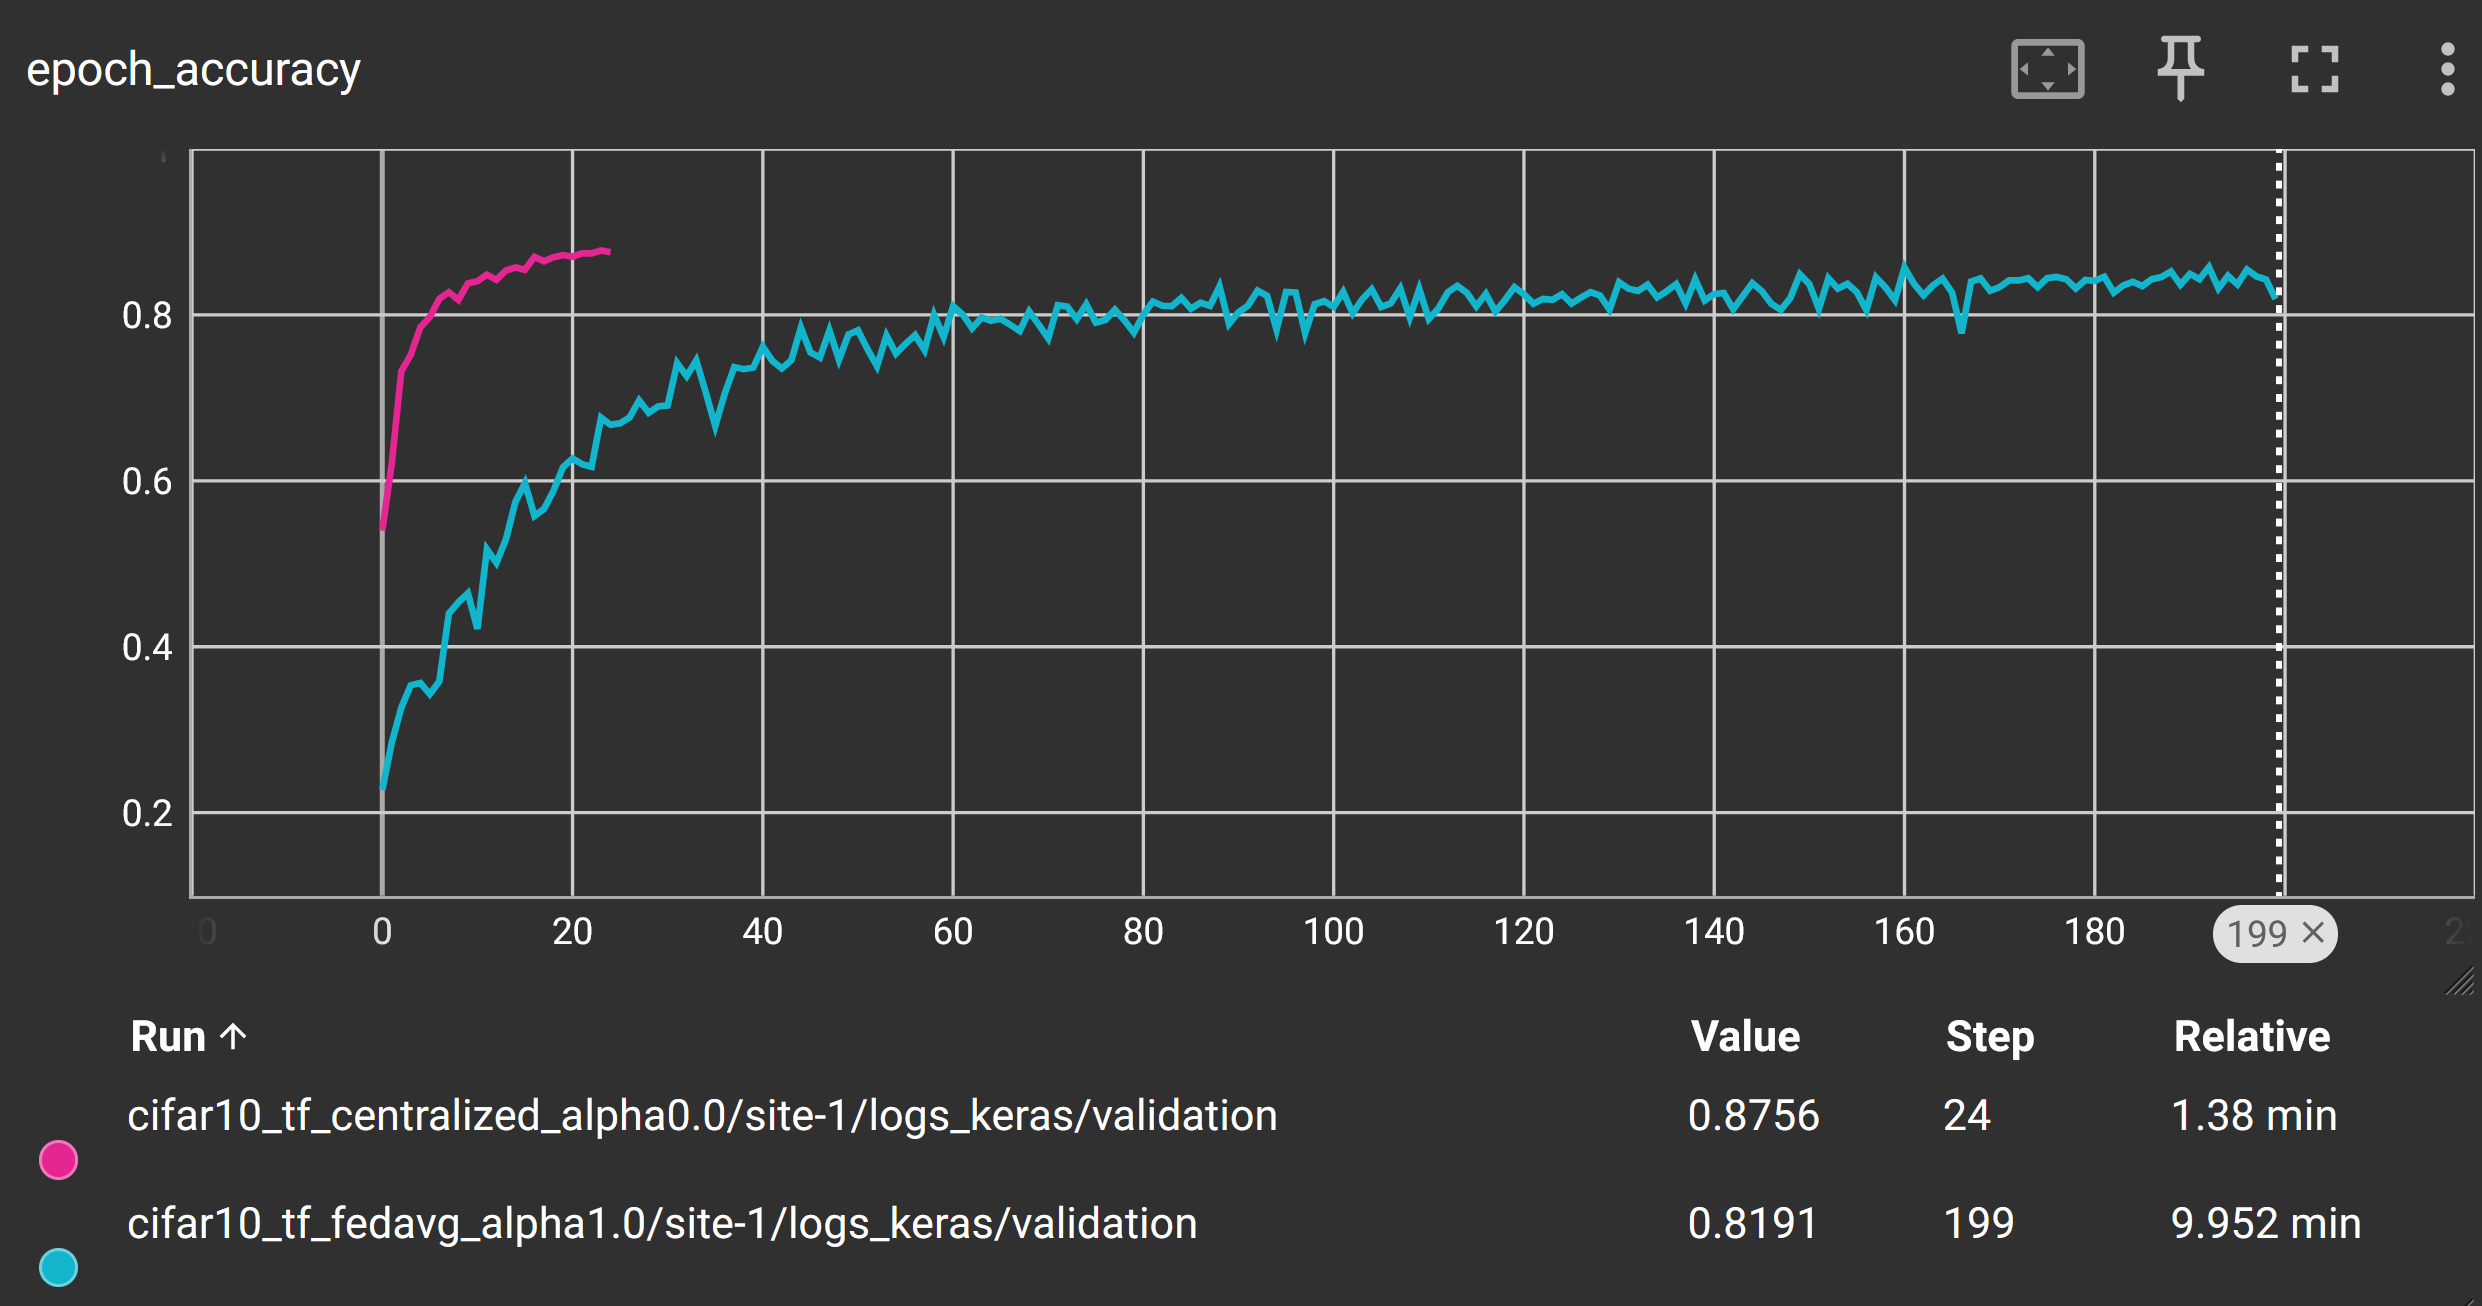 epoch_accuracy
0.8
0.6
0.4
0.2
0 0 20 40 60 80 100 120 140 160 180 199 ×
Run ↑ Value Step Relative
cifar10_tf_centralized_alpha0.0/site-1/logs_keras/validation 0.8756 24 1.38 min
cifar10_tf_fedavg_alpha1.0/site-1/logs_keras/validation 0.8191 199 9.952 min